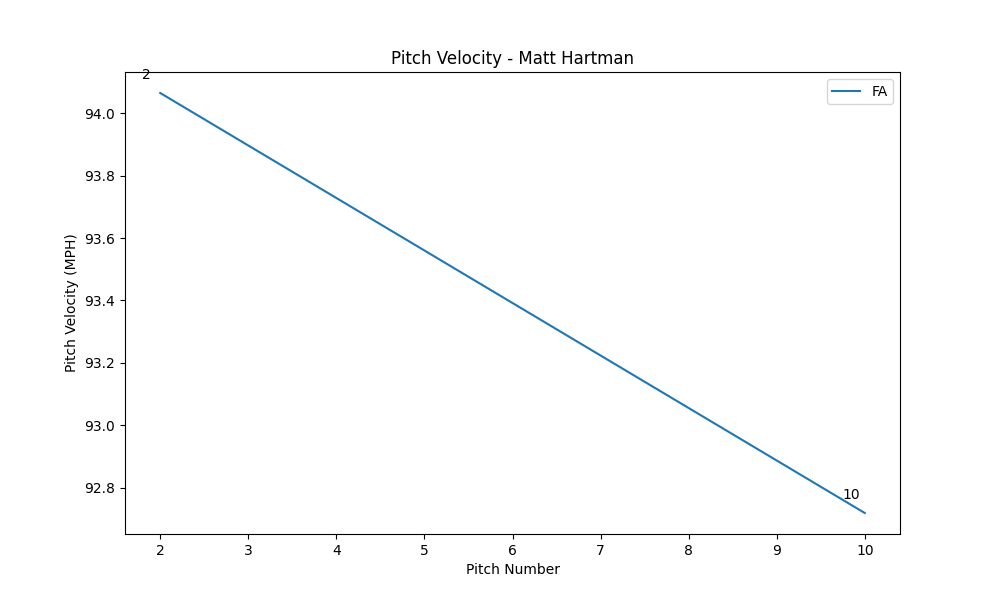 Pitch Velocity - Matt Hartman
2
FA
94.0
93.8
93.6
93.4
93.2
93.0
92.8
Pitch Velocity (MPH)
10
2 3 4 5 6 7 8 9 10
Pitch Number